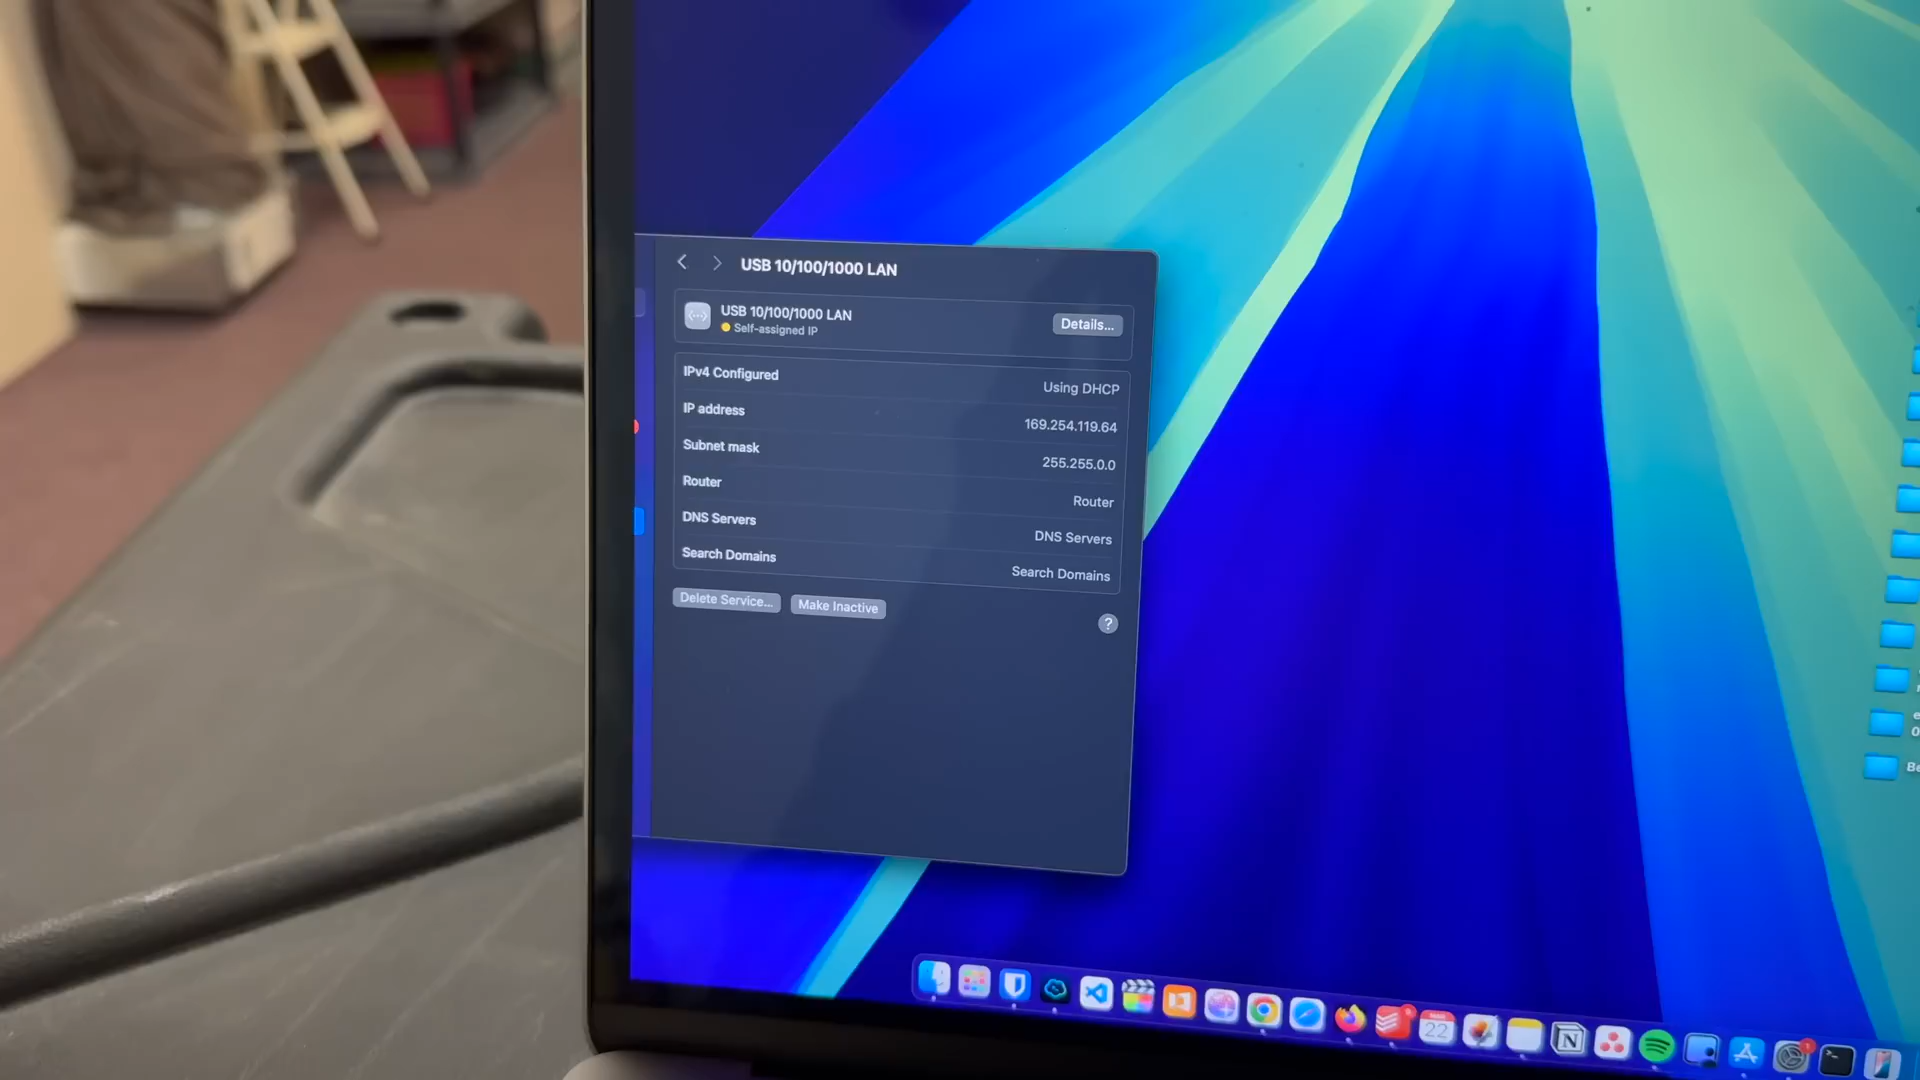 USB 10/100/1000 LAN
USB 10/100/1000 LAN
Details...
Self-assigned IP
IPv4 Configured
Using DHCP
IP address
169.254.119.64
Subnet mask
255.255.0.0
Router
Router
DNS Servers
DNS Servers
Search Domains
Search Domains
Delete Service...
Make Inactive
?
Be
22